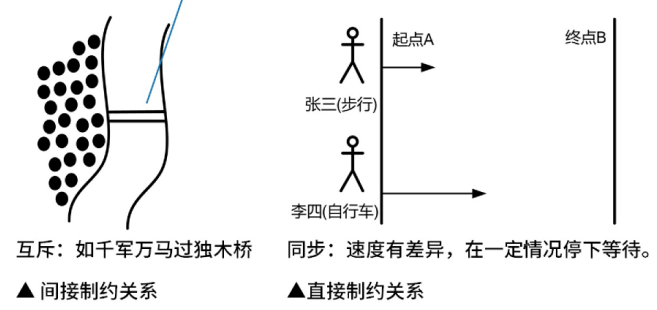 起点A
终点B
张三(步行)
李四(自行车)
互斥：如千军万马过独木桥
▲ 间接制约关系
同步：速度有差异，在一定情况停下等待。
▲直接制约关系